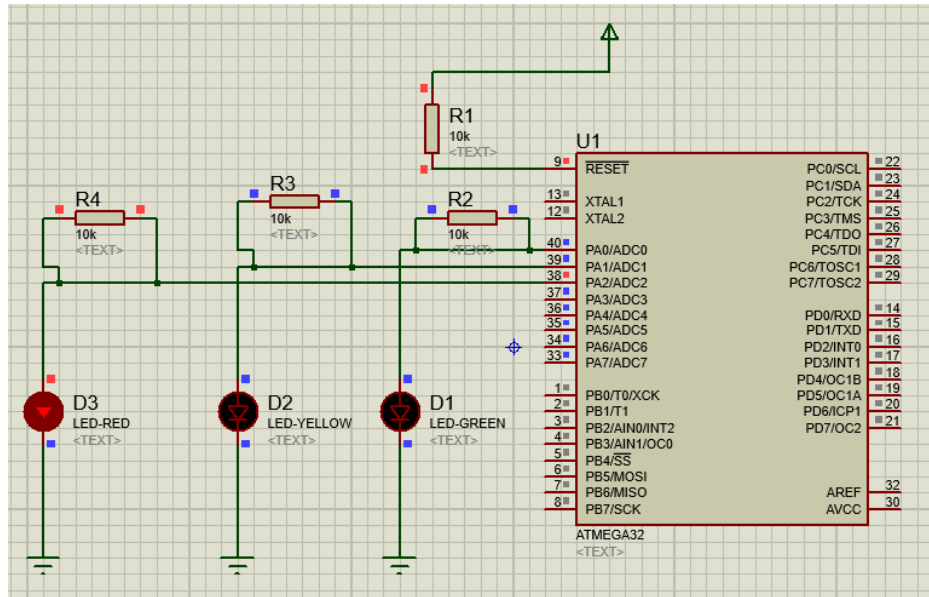 R1
10k
<TEXT>
R4
10k
<TEXT>
R3
10k
<TEXT>
R2
10k
<TEXT>
D3
LED-RED
<TEXT>
D2
LED-YELLOW
<TEXT>
D1
LED-GREEN
<TEXT>
U1
9 RESET
13 XTAL1
12 XTAL2
40 PA0/ADC0
39 PA1/ADC1
38 PA2/ADC2
37 PA3/ADC3
36 PA4/ADC4
35 PA5/ADC5
34 PA6/ADC6
33 PA7/ADC7
1 PB0/T0/XCK
2 PB1/T1
3 PB2/AIN0/INT2
4 PB3/AIN1/OC0
5 PB4/SS
6 PB5/MOSI
7 PB6/MISO
8 PB7/SCK
PC0/SCL 22
PC1/SDA 23
PC2/TCK 24
PC3/TMS 25
PC4/TDO 26
PC5/TDI 27
PC6/TOSC1 28
PC7/TOSC2 29
PD0/RXD 14
PD1/TXD 15
PD2/INT0 16
PD3/INT1 17
PD4/OC1B 18
PD5/OC1A 19
PD6/ICP1 20
PD7/OC2 21
AREF 32
AVCC 30
ATMEGA32
<TEXT>